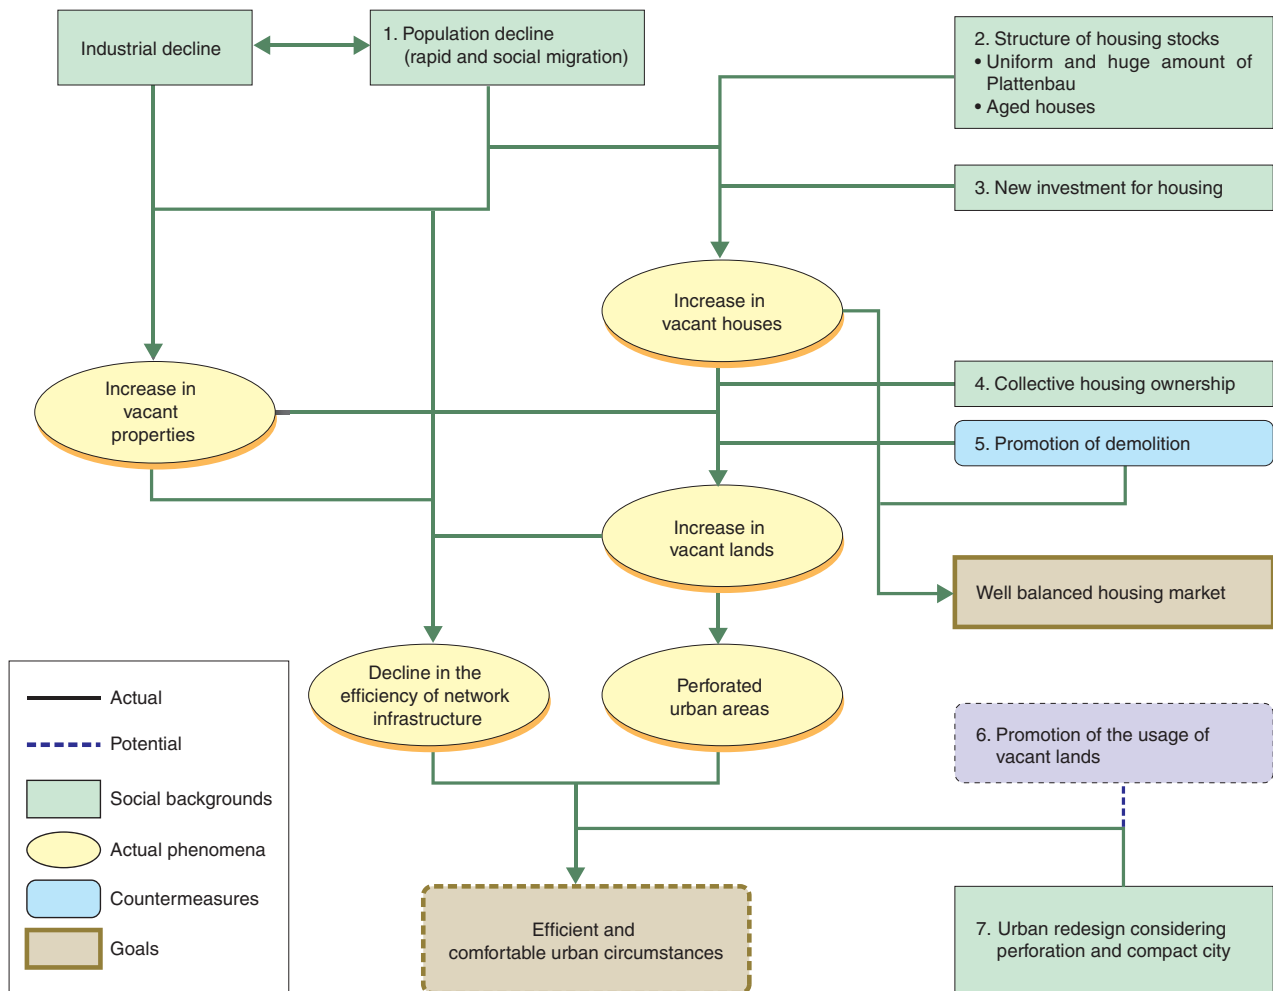 Industrial decline
1. Population decline
(rapid and social migration)
2. Structure of housing stocks
• Uniform and huge amount of
Plattenbau
• Aged houses
3. New investment for housing
Increase in
vacant houses
Increase in
vacant
properties
4. Collective housing ownership
5. Promotion of demolition
Increase in
vacant lands
Well balanced housing market
Decline in the
efficiency of network
infrastructure
Perforated
urban areas
6. Promotion of the usage of
vacant lands
Actual
Potential
Social backgrounds
Actual phenomena
Countermeasures
Goals
Efficient and
comfortable urban circumstances
7. Urban redesign considering
perforation and compact city